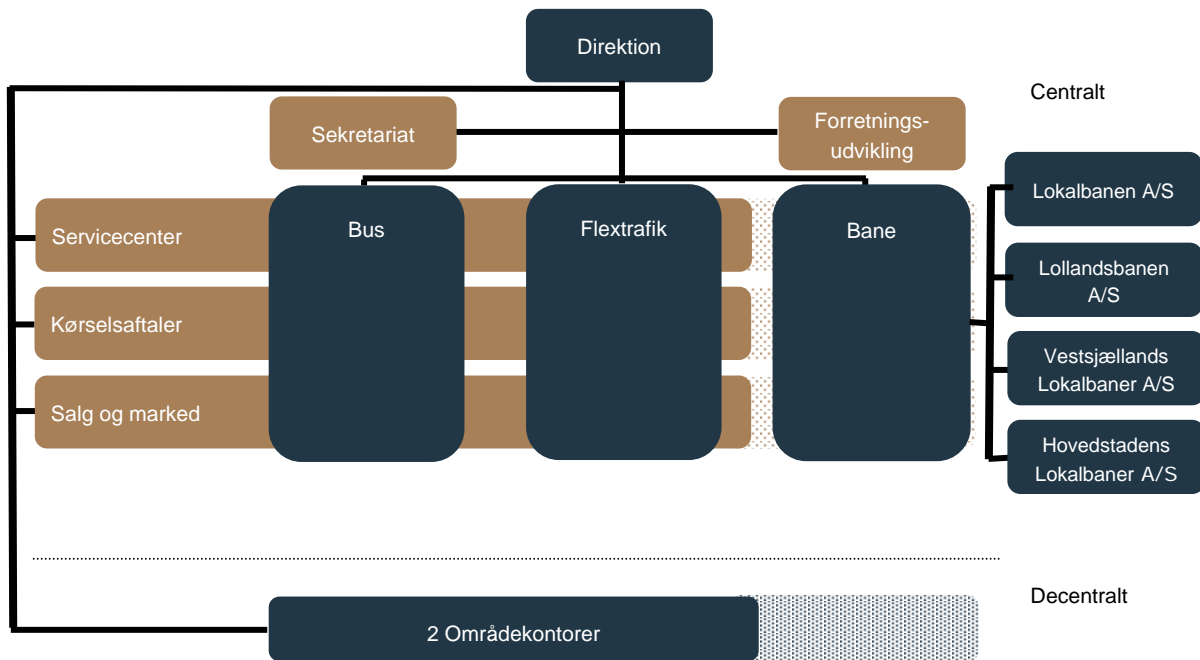 Direktion
Centralt
Sekretariat
Forretnings-
udvikling
Lokalbanen A/S
Servicecenter
Bus
Flextrafik
Bane
Lollandsbanen
A/S
Kørselsaftaler
Vestsjællands
Lokalbaner A/S
Salg og marked
Hovedstadens
Lokalbaner A/S
Decentralt
2 Områdekontorer